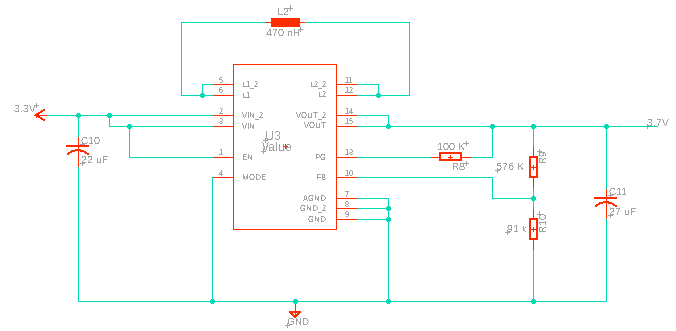 L2
470 nH
5 L1_2 L2_2 11
6 L1 L2 12
3.3V
2 VIN_2 VOUT_2 14
3 VIN VOUT 15
3.7V
C10
22 uF
U3
Value
1 EN PG 13
100 K
R8
576 K
R9
4 MODE FB 10
AGND 7
GND_2 8
GND 9
C11
27 uF
91 k
R10
GND